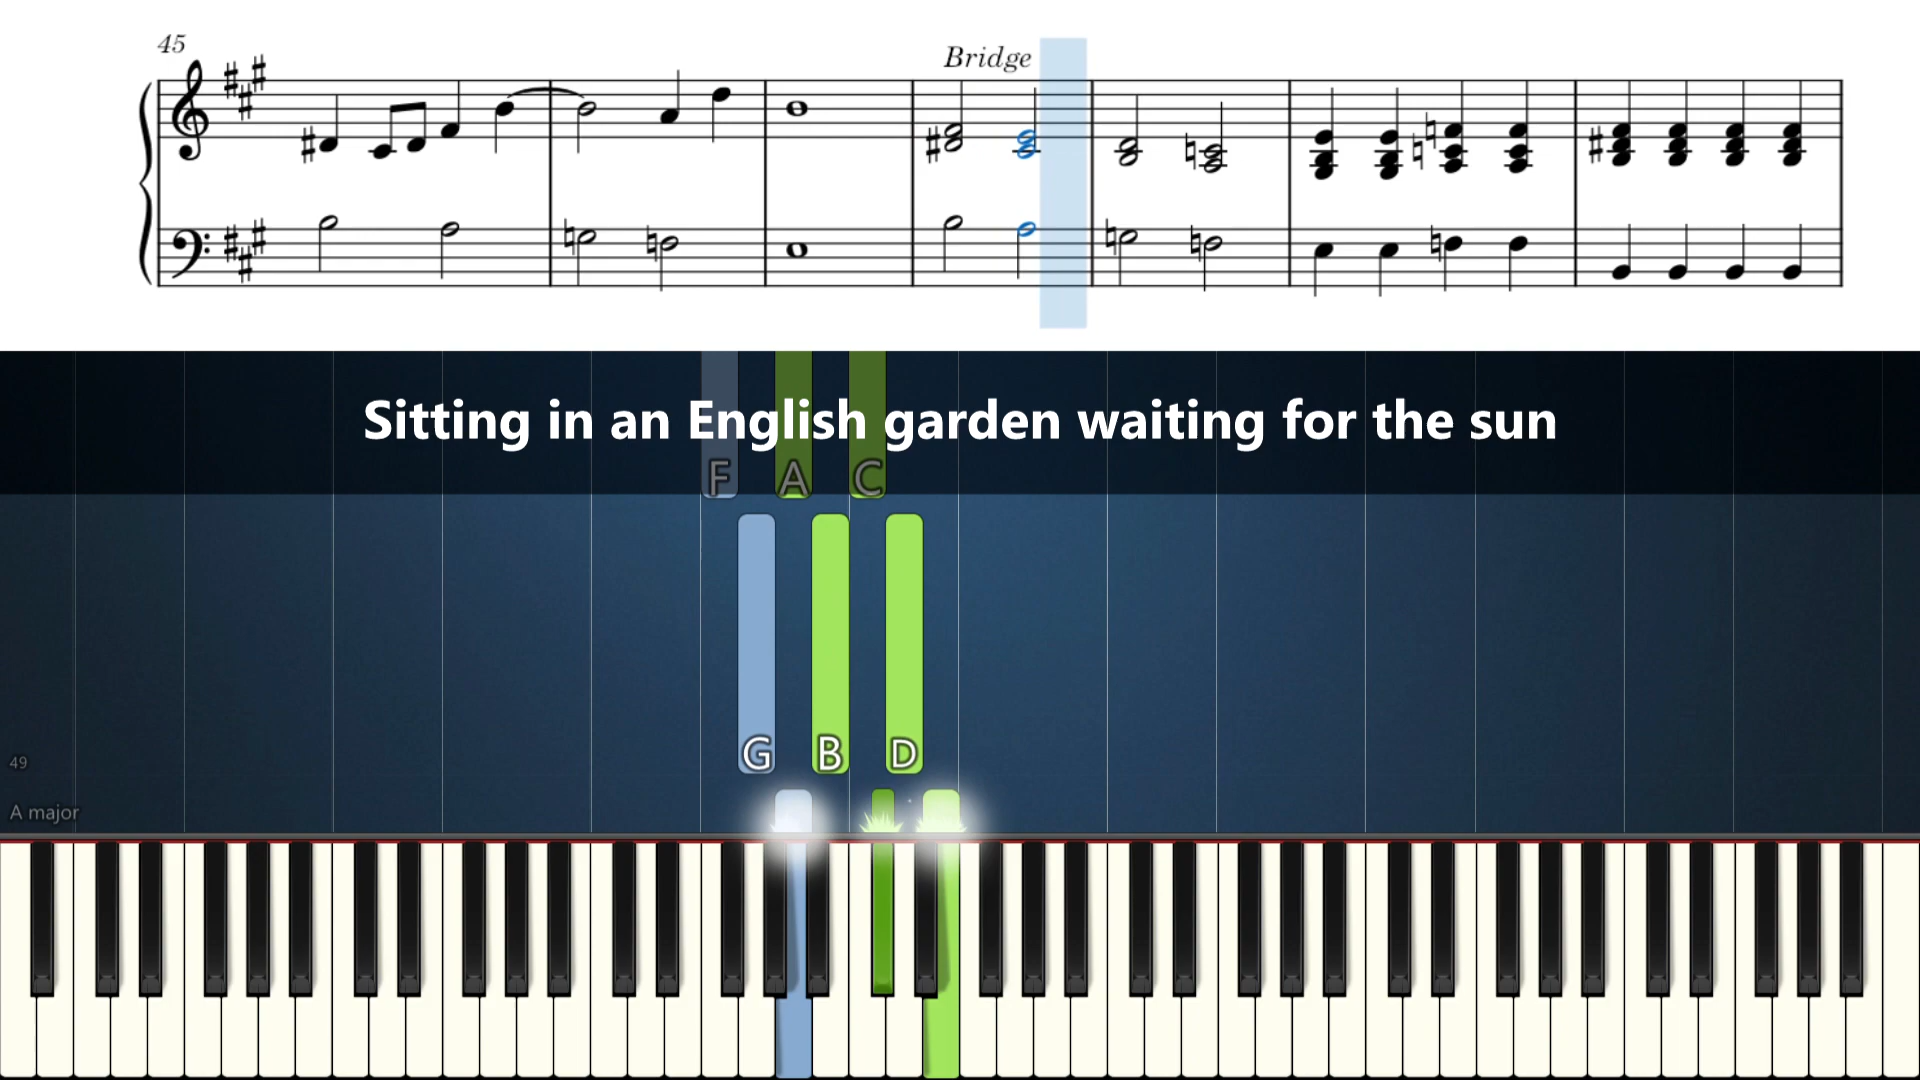 45
Bridge
Sitting in an English garden waiting for the sun
F A C
G B D
49
A major